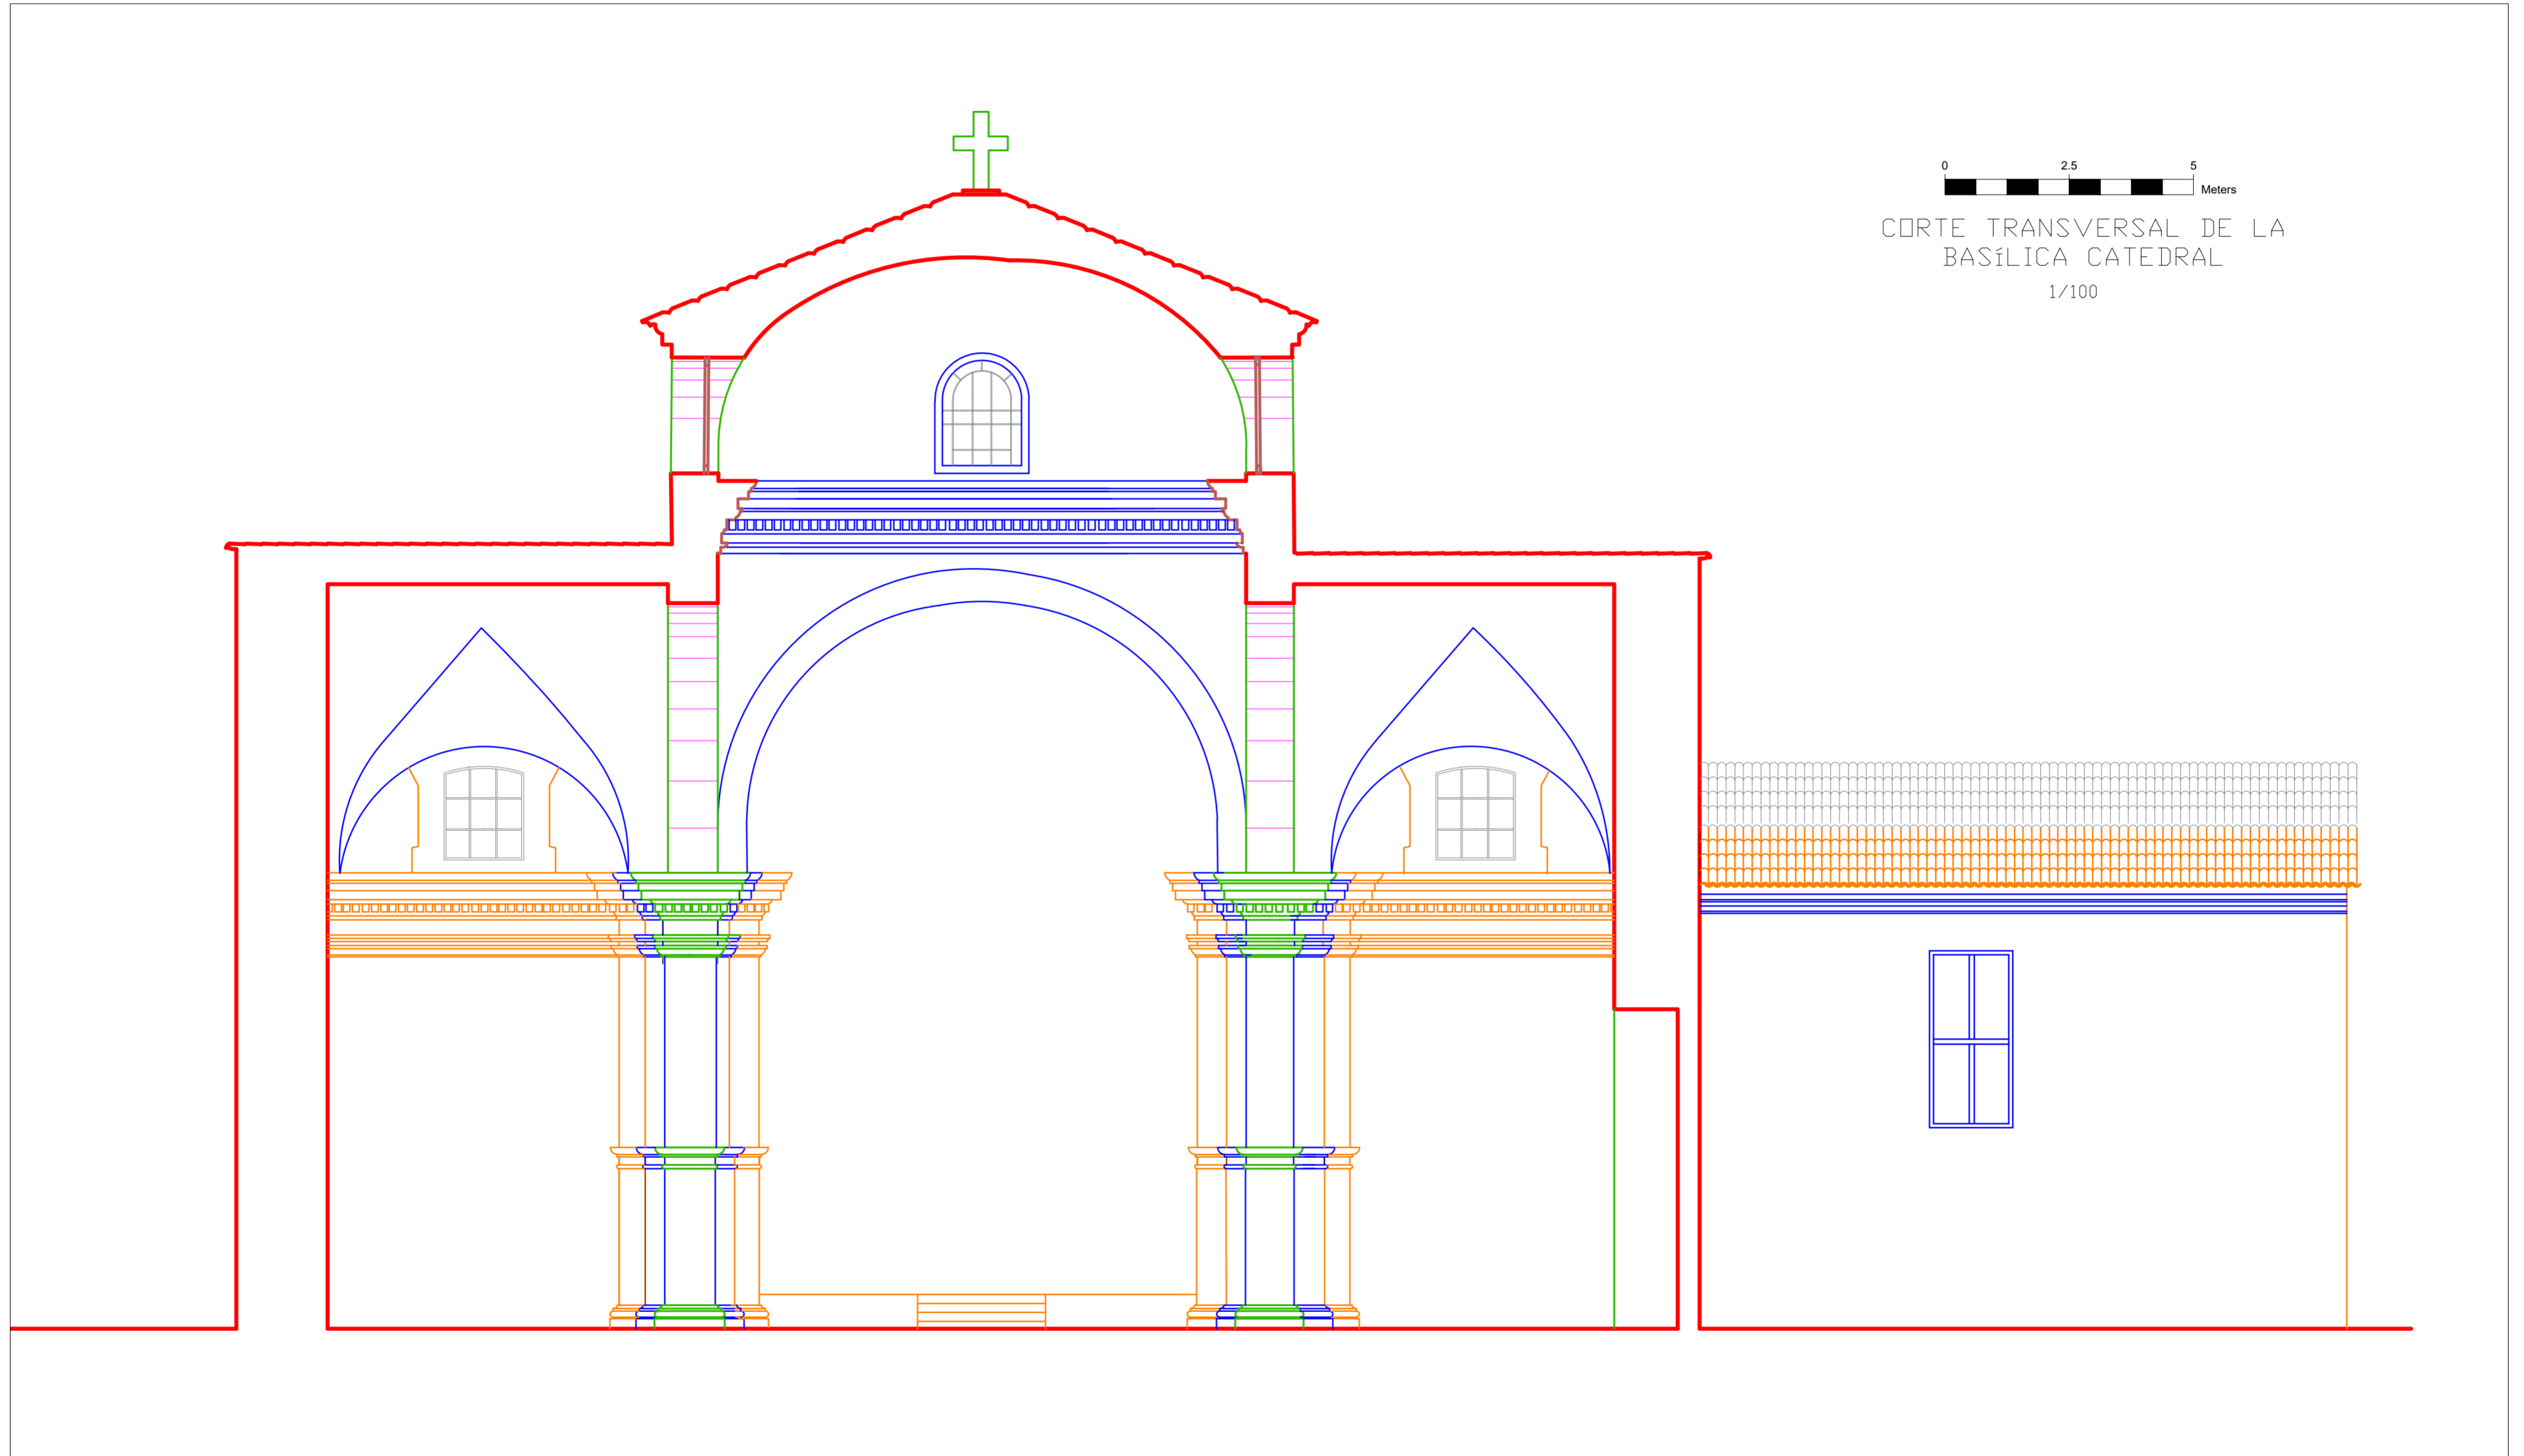 0 2.5 5
Meters
CORTE TRANSVERSAL DE LA
BASíLICA CATEDRAL
1/100